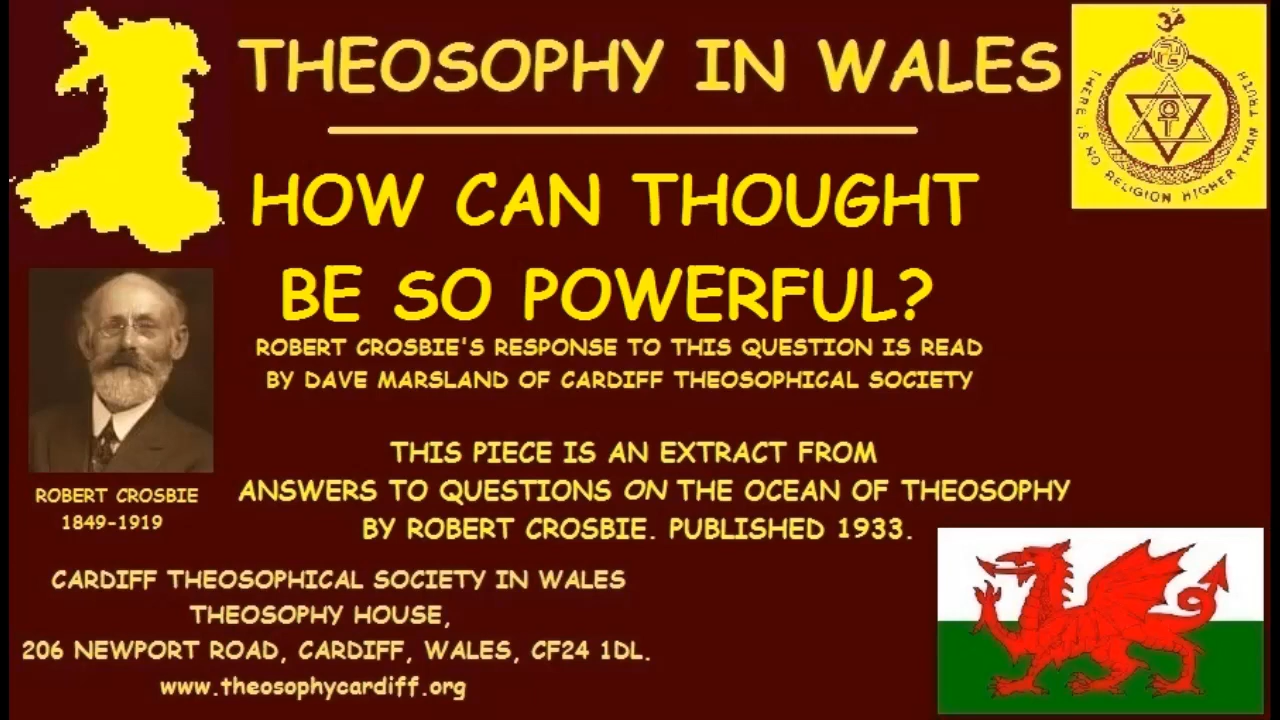 THEOSOPHY IN WALES
ॐ
THERE IS NO RELIGION HIGHER THAN TRUTH
HOW CAN THOUGHT
BE SO POWERFUL?
ROBERT CROSBIE'S RESPONSE TO THIS QUESTION IS READ
BY DAVE MARSLAND OF CARDIFF THEOSOPHICAL SOCIETY
THIS PIECE IS AN EXTRACT FROM
ANSWERS TO QUESTIONS ON THE OCEAN OF THEOSOPHY
BY ROBERT CROSBIE. PUBLISHED 1933.
ROBERT CROSBIE
1849-1919
CARDIFF THEOSOPHICAL SOCIETY IN WALES
THEOSOPHY HOUSE,
206 NEWPORT ROAD, CARDIFF, WALES, CF24 1DL.
www.theosophycardiff.org